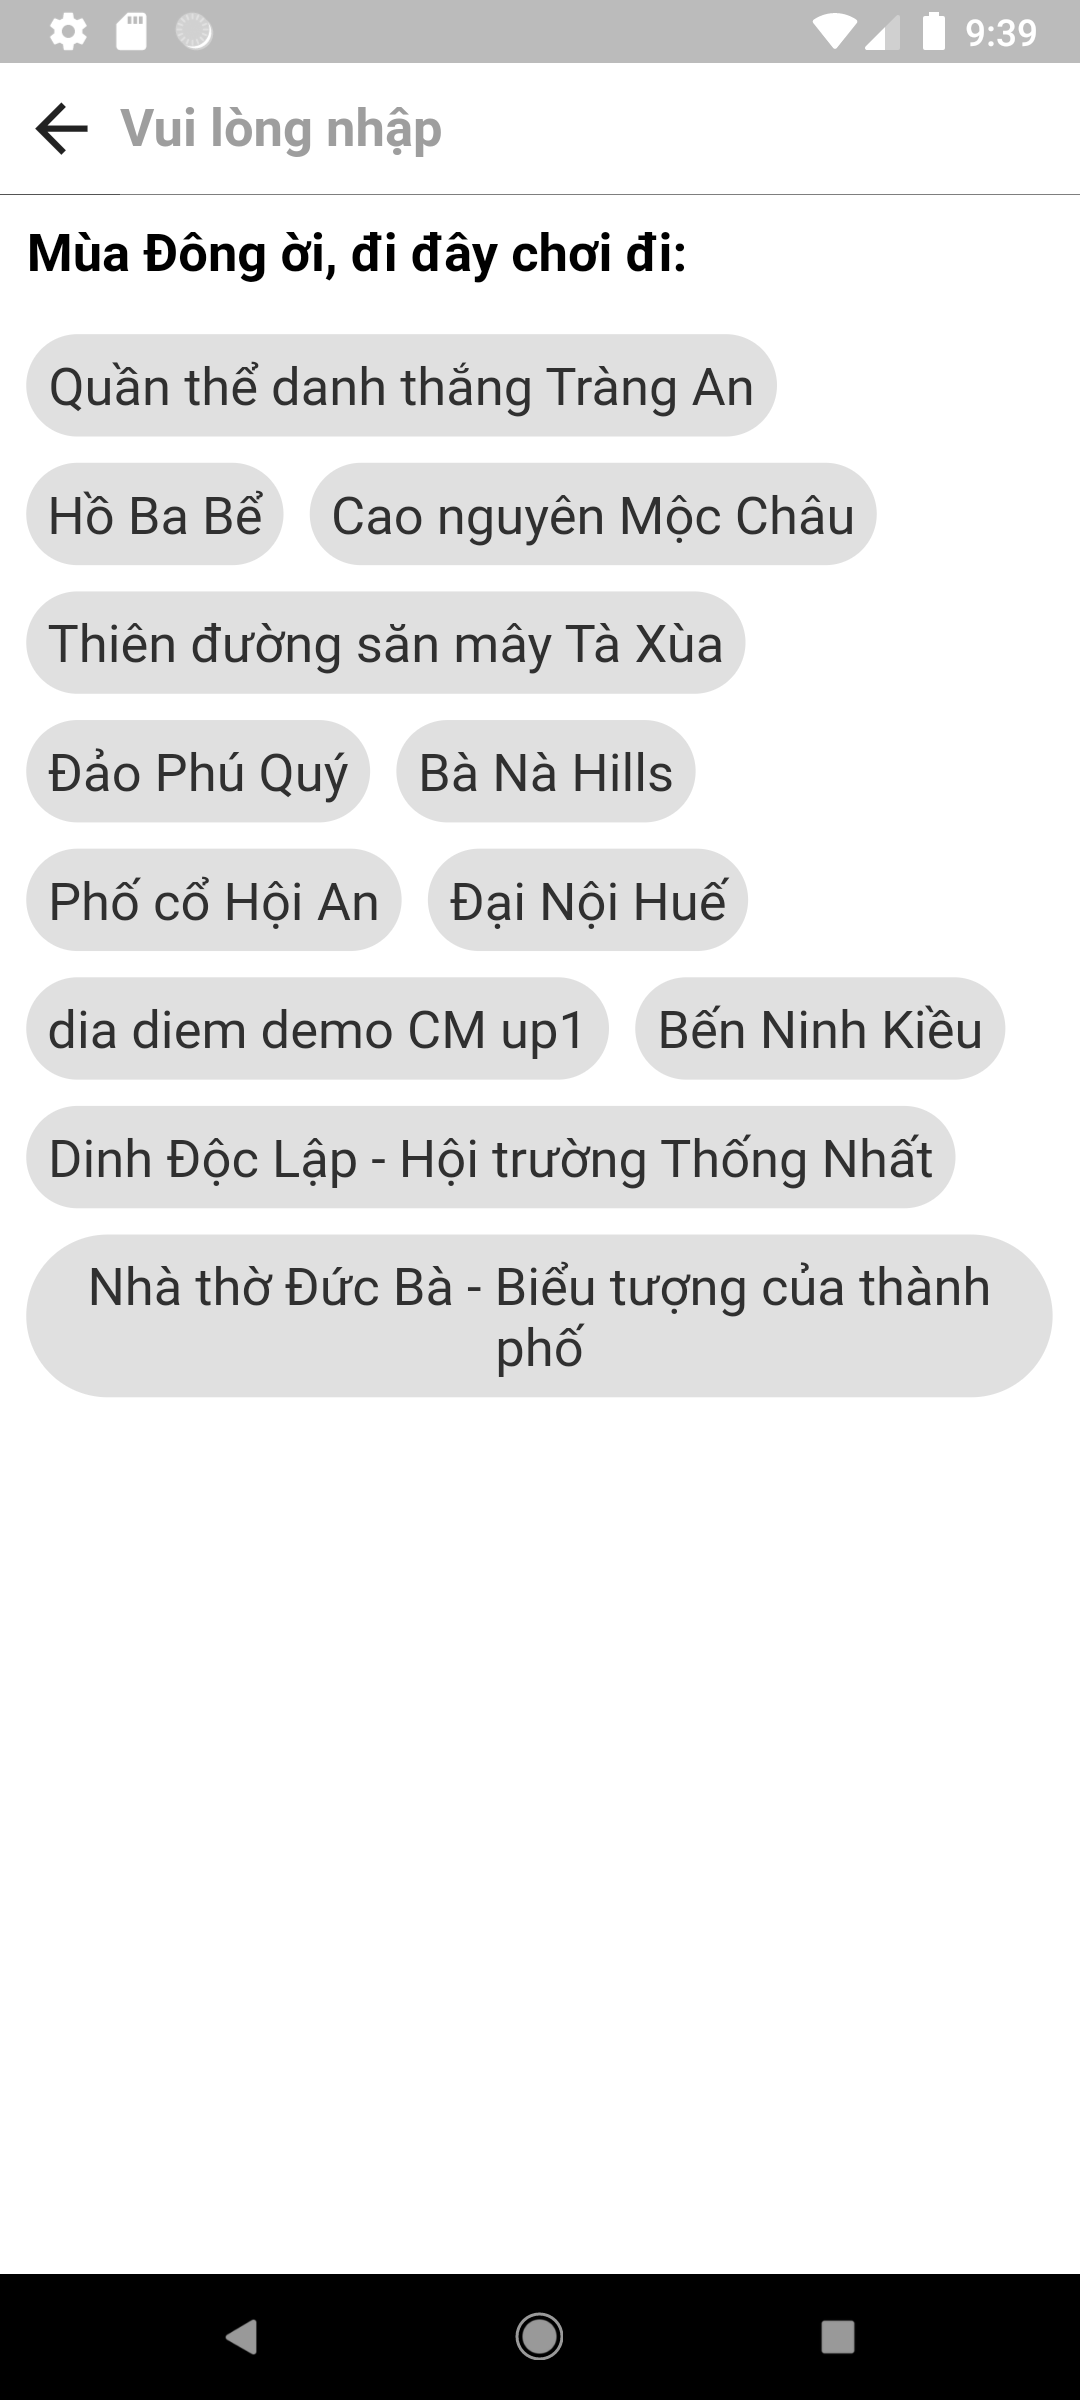 9:39
Vui lòng nhập
Mùa Đông ời, đi đây chơi đi:
Quần thể danh thắng Tràng An
Hồ Ba Bể
Cao nguyên Mộc Châu
Thiên đường săn mây Tà Xùa
Đảo Phú Quý
Bà Nà Hills
Phố cổ Hội An
Đại Nội Huế
dia diem demo CM up1
Bến Ninh Kiều
Dinh Độc Lập - Hội trường Thống Nhất
Nhà thờ Đức Bà - Biểu tượng của thành
phố